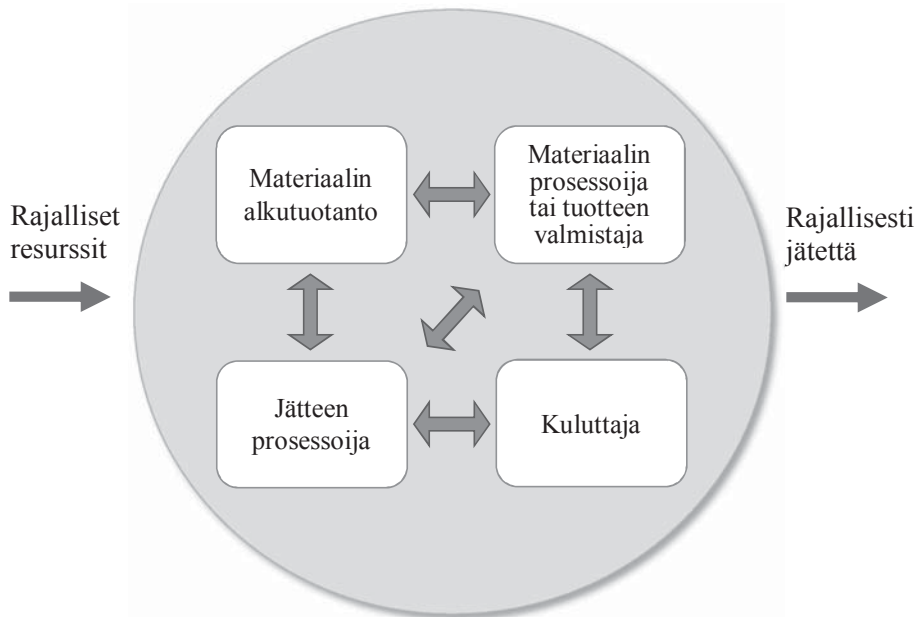 Rajalliset
resurssit
Materiaalin
alkutuotanto
Materiaalin
prosessoija
tai tuotteen
valmistaja
Jätteen
prosessoija
Kuluttaja
Rajallisesti
jätettä